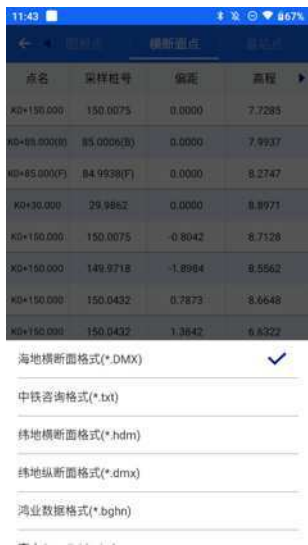 11:43 67%
横断面点
点名 采样桩号 偏距 高程
K0+150.000 150.0075 0.0000 7.7285
K0+85.000(B) 85.0006(B) 0.0000 7.9937
K0+85.000(F) 84.9938(F) 0.0000 8.2747
K0+30.000 29.9862 0.0000 8.8971
K0+150.000 150.0075 -0.8042 8.7128
K0+150.000 149.9718 -1.8984 8.5562
K0+150.000 150.0432 0.7873 8.6648
K0+150.000 150.0432 1.3642 6.6322
海地横断面格式(*.DMX)
中铁咨询格式(*.txt)
纬地横断面格式(*.hdm)
纬地纵断面格式(*.dmx)
鸿业数据格式(*.bghn)